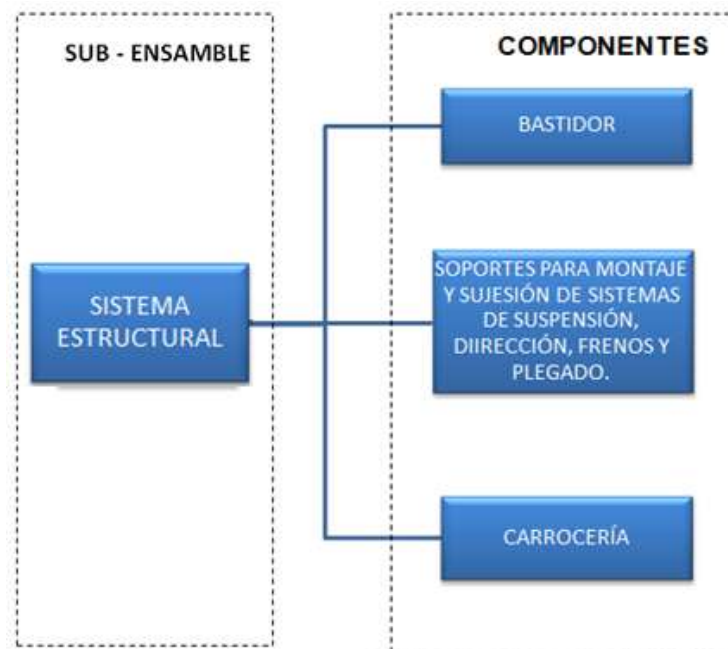 SUB - ENSAMBLE
COMPONENTES
BASTIDOR
SISTEMA
ESTRUCTURAL
SOPORTES PARA MONTAJE
Y SUJESIÓN DE SISTEMAS
DE SUSPENSIÓN,
DIIRECCIÓN, FRENOS Y
PLEGADO.
CARROCERÍA